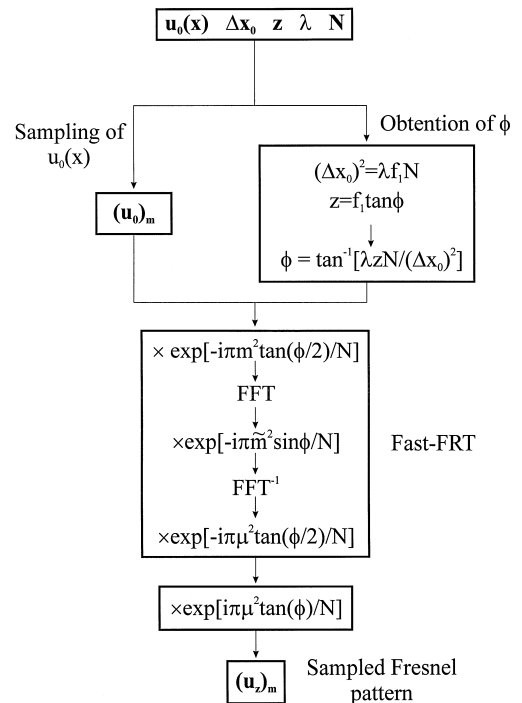 u₀(x) Δx₀ z λ N
Sampling of
u₀(x)
Obtention of ϕ
(u₀)ₘ
(Δx₀)²=λf₁N
z=f₁tanϕ
ϕ = tan⁻¹[λzN/(Δx₀)²]
× exp[-iπm²tan(ϕ/2)/N]
FFT
×exp[-iπm̃²sinϕ/N]
FFT⁻¹
×exp[-iπμ²tan(ϕ/2)/N]
Fast-FRT
×exp[iπμ²tan(ϕ)/N]
(u_z)ₘ
Sampled Fresnel
pattern